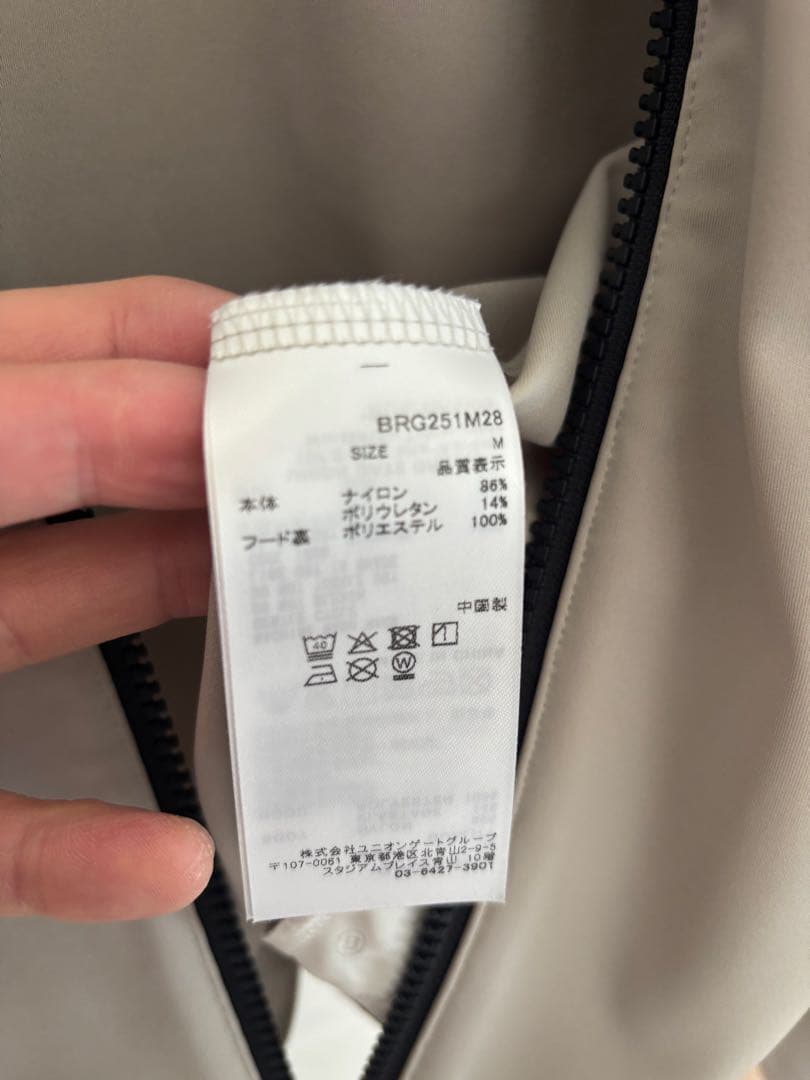 BRG251M28
SIZE M
品質表示
本体 ナイロン 86%
ポリウレタン 14%
フード裏 ポリエステル 100%
中国製
40
W
株式会社ユニオンゲートグループ
〒107-0061 東京都港区北青山2-9-5
スタジアムプレイス青山 10階
03-6427-3901